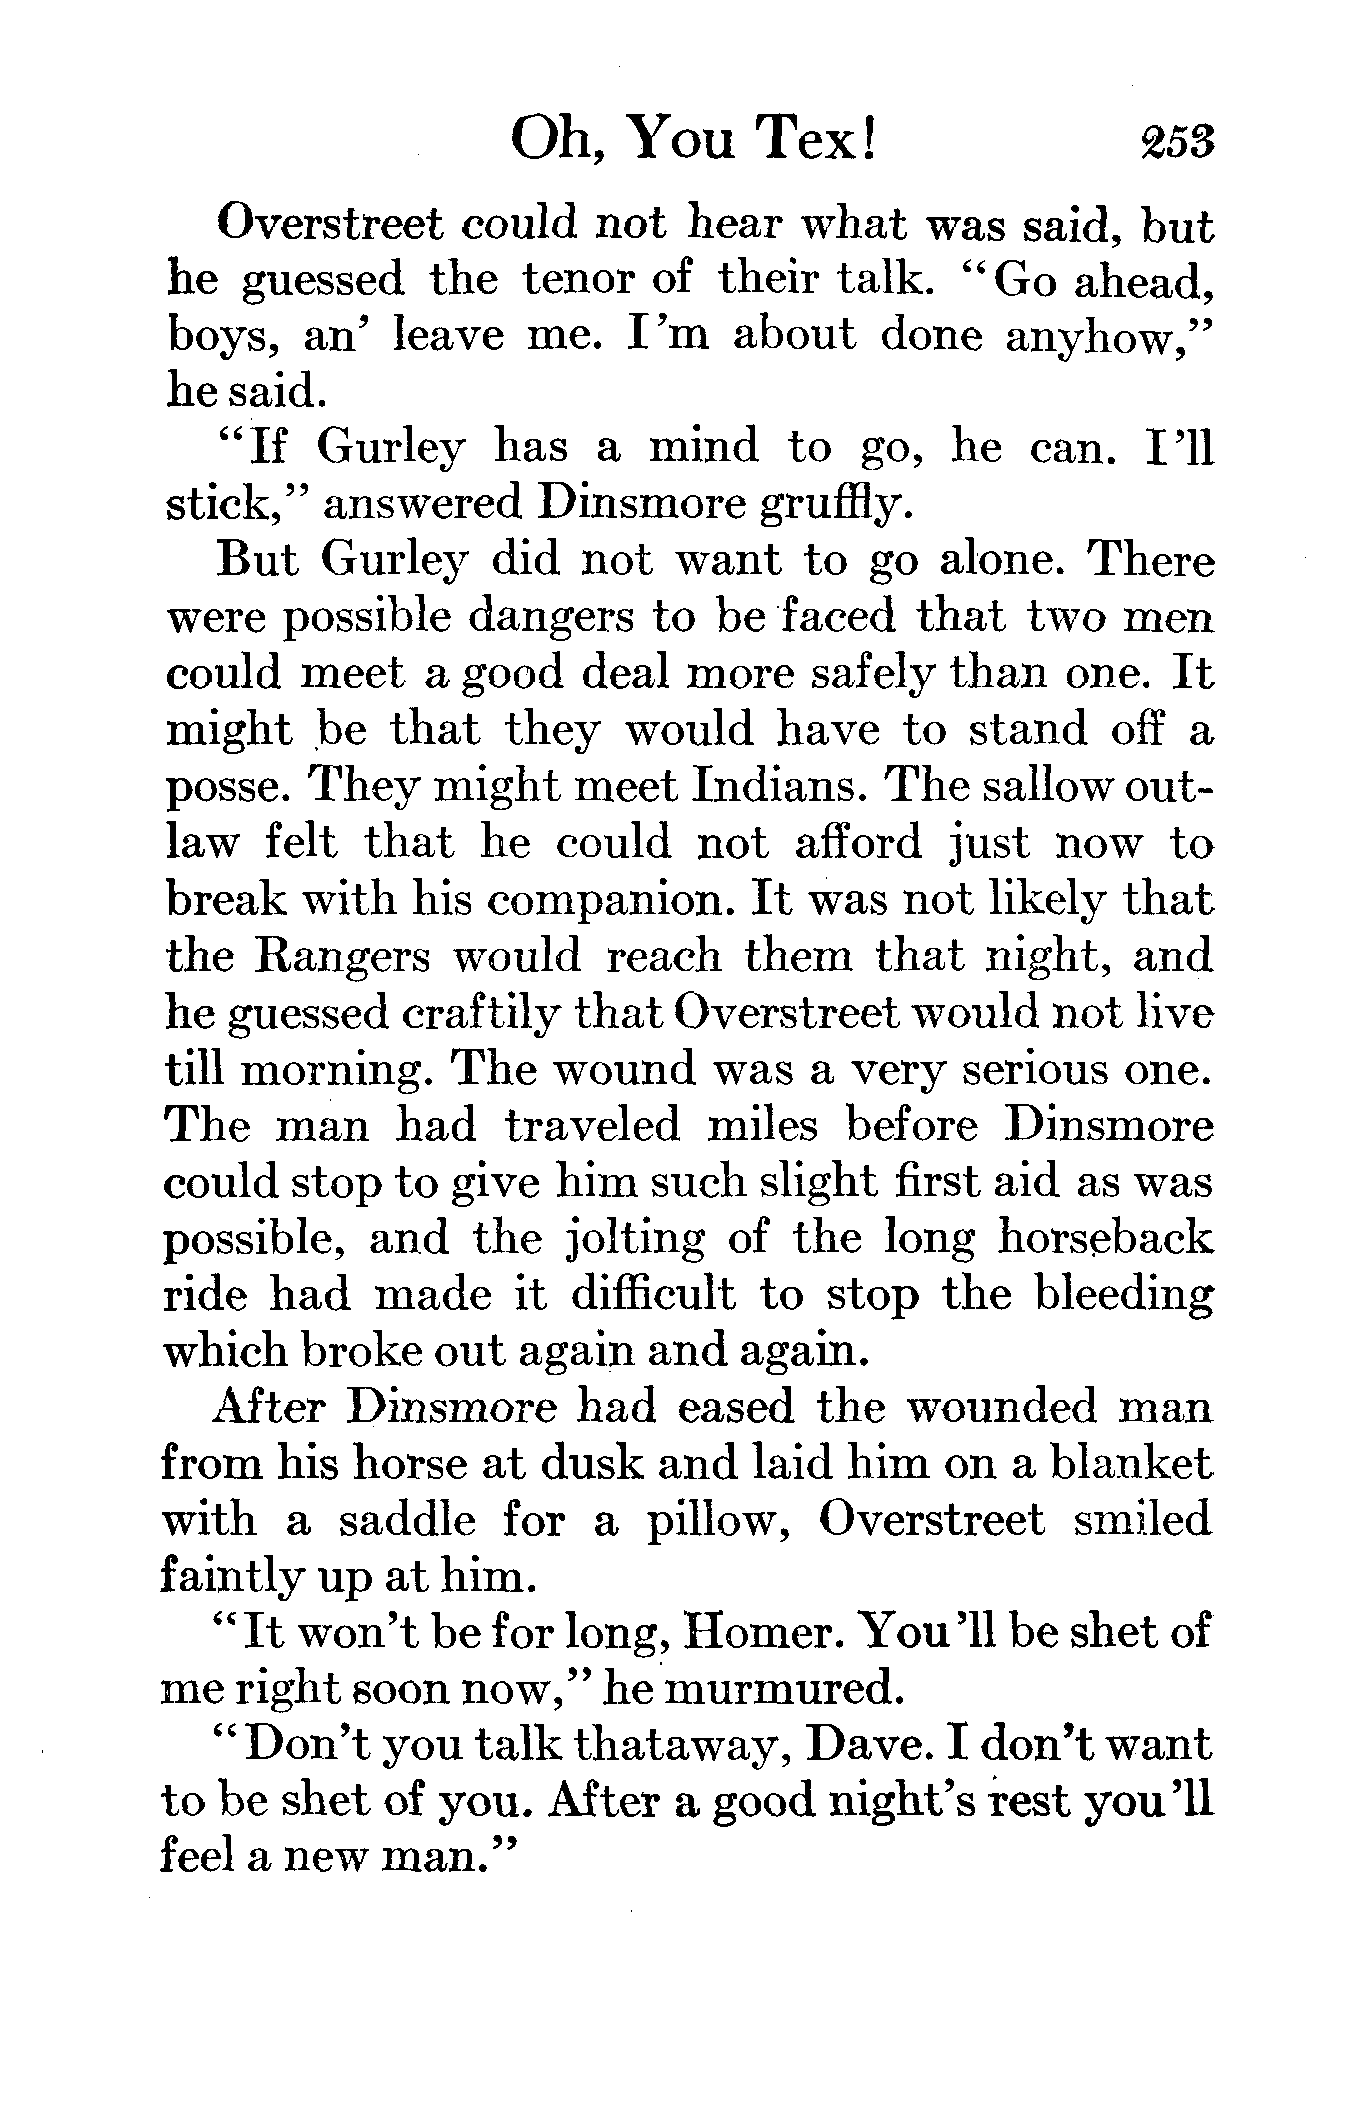 Oh, You Tex! 253
Overstreet could not hear what was said, but
he guessed the tenor of their talk. "Go ahead,
boys, an' leave me. I'm about done anyhow,"
he said.
"If Gurley has a mind to go, he can. I'll
stick," answered Dinsmore gruffly.
But Gurley did not want to go alone. There
were possible dangers to be faced that two men
could meet a good deal more safely than one. It
might be that they would have to stand off a
posse. They might meet Indians. The sallow out-
law felt that he could not afford just now to
break with his companion. It was not likely that
the Rangers would reach them that night, and
he guessed craftily that Overstreet would not live
till morning. The wound was a very serious one.
The man had traveled miles before Dinsmore
could stop to give him such slight first aid as was
possible, and the jolting of the long horseback
ride had made it difficult to stop the bleeding
which broke out again and again.
After Dinsmore had eased the wounded man
from his horse at dusk and laid him on a blanket
with a saddle for a pillow, Overstreet smiled
faintly up at him.
"It won't be for long, Homer. You'll be shet of
me right soon now," he murmured.
"Don't you talk thataway, Dave. I don't want
to be shet of you. After a good night's rest you'll
feel a new man."